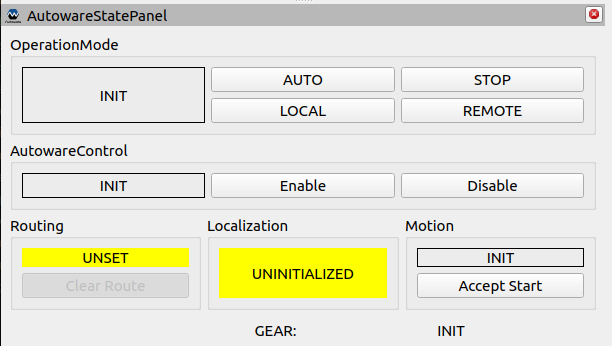 AutowareStatePanel
OperationMode
INIT
AUTO
STOP
LOCAL
REMOTE
AutowareControl
INIT
Enable
Disable
Routing
Localization
Motion
UNSET
UNINITIALIZED
INIT
Clear Route
Accept Start
GEAR:
INIT